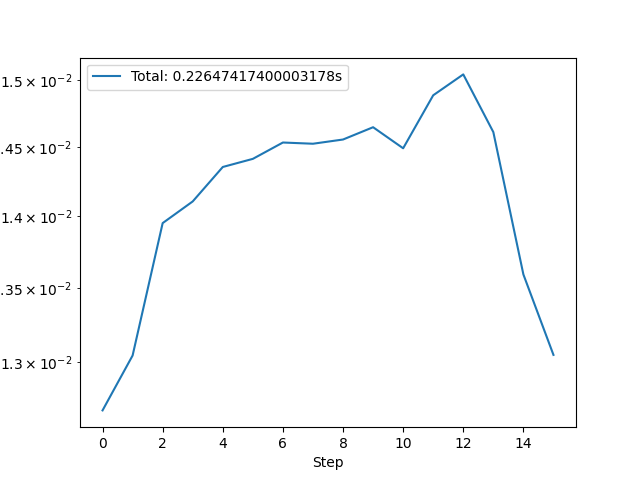 Total: 0.22647417400003178s
1.5 × 10⁻²
.45 × 10⁻²
1.4 × 10⁻²
.35 × 10⁻²
1.3 × 10⁻²
0 2 4 6 8 10 12 14
Step